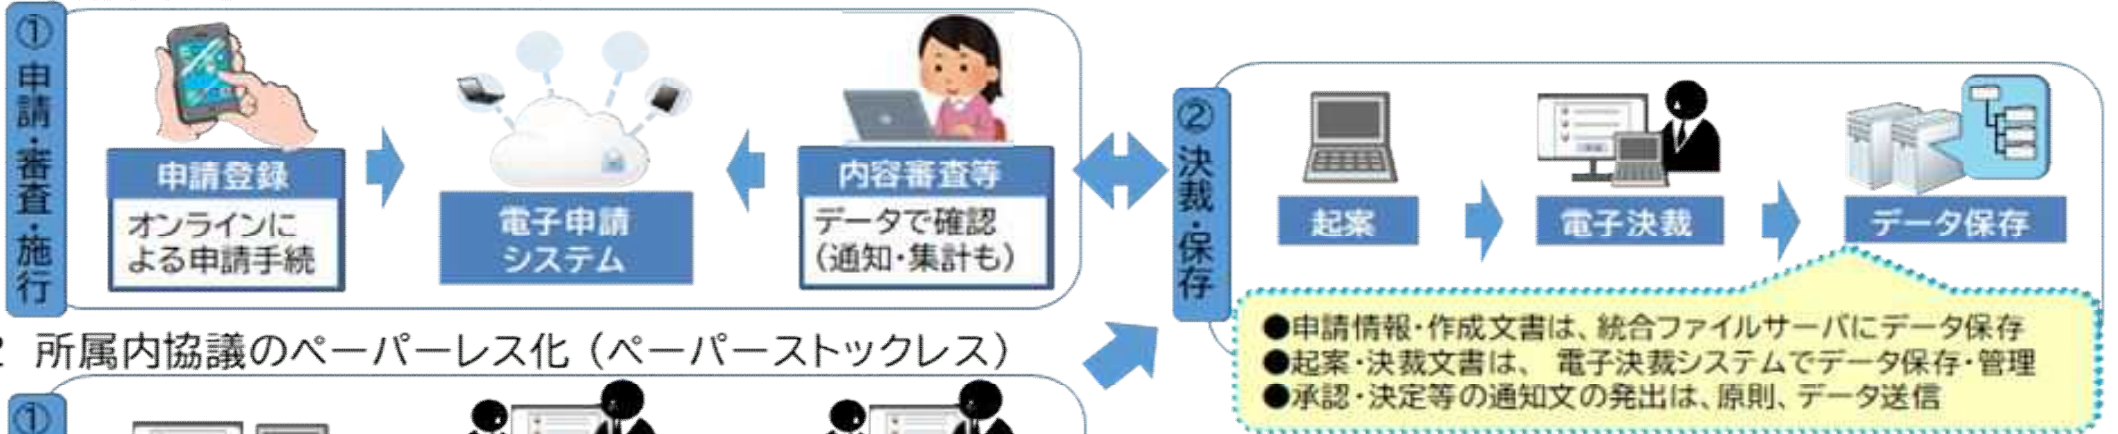 ①申請・審査・施行
申請登録
オンラインに
よる申請手続
電子申請
システム
内容審査等
データで確認
(通知・集計も)
②決裁・保存
起案
電子決裁
データ保存
●申請情報・作成文書は、統合ファイルサーバにデータ保存
●起案・決裁文書は、 電子決裁システムでデータ保存・管理
●承認・決定等の通知文の発出は、原則、データ送信
2 所属内協議のペーパーレス化(ペーパーストックレス)
①